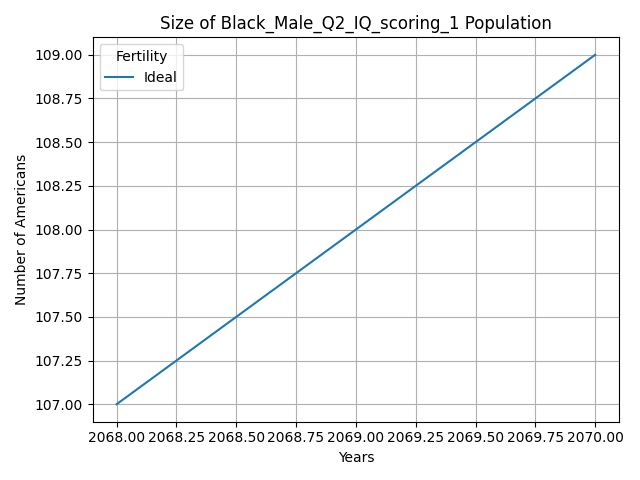 Size of Black_Male_Q2_IQ_scoring_1 Population
Fertility
Ideal
Number of Americans
109.00
108.75
108.50
108.25
108.00
107.75
107.50
107.25
107.00
2068.00 2068.25 2068.50 2068.75 2069.00 2069.25 2069.50 2069.75 2070.00
Years